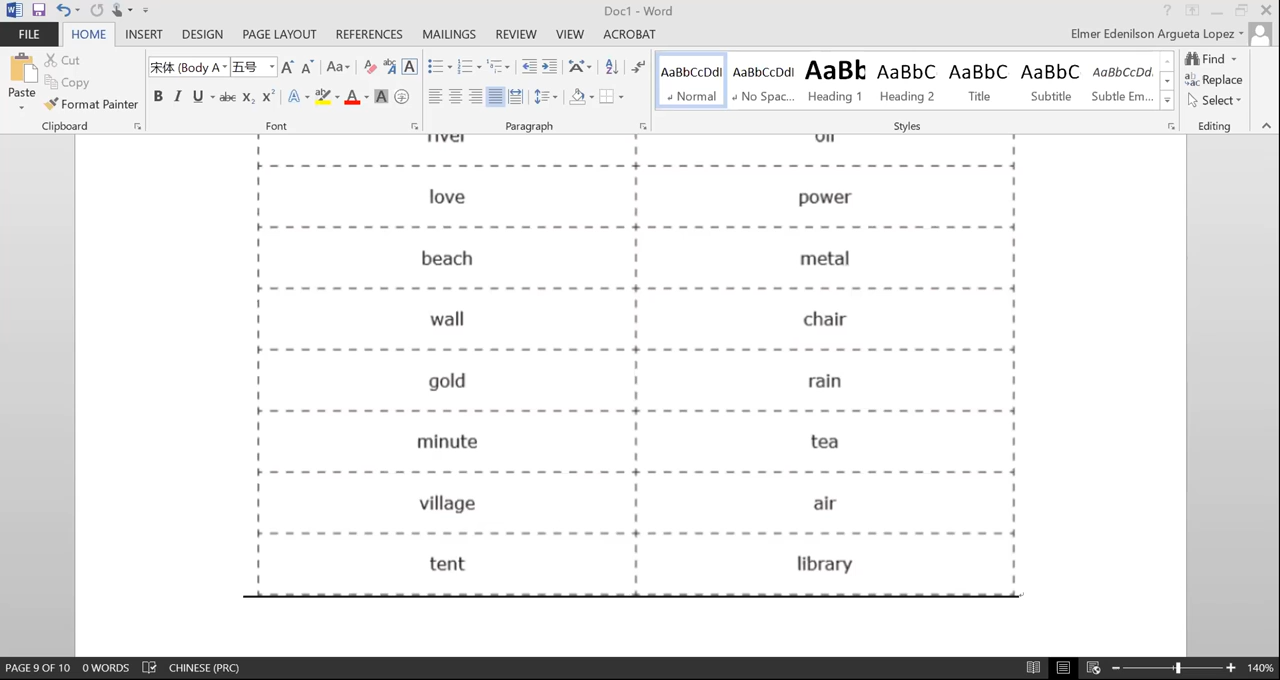 Doc1 - Word
FILE HOME INSERT DESIGN PAGE LAYOUT REFERENCES MAILINGS REVIEW VIEW ACROBAT Elmer Edenilson Argueta Lopez
Cut
Copy
Format Painter
Paste
Clipboard
宋体 (Body A 五号
Font
Paragraph
AaBbCcDdI AaBbCcDdI AaBb AaBbC AaBbC AaBbC AaBbCcDd.
Normal No Spac... Heading 1 Heading 2 Title Subtitle Subtle Em...
Styles
Find
Replace
Select
Editing
river oil
love power
beach metal
wall chair
gold rain
minute tea
village air
tent library
PAGE 9 OF 10 0 WORDS CHINESE (PRC) 140%